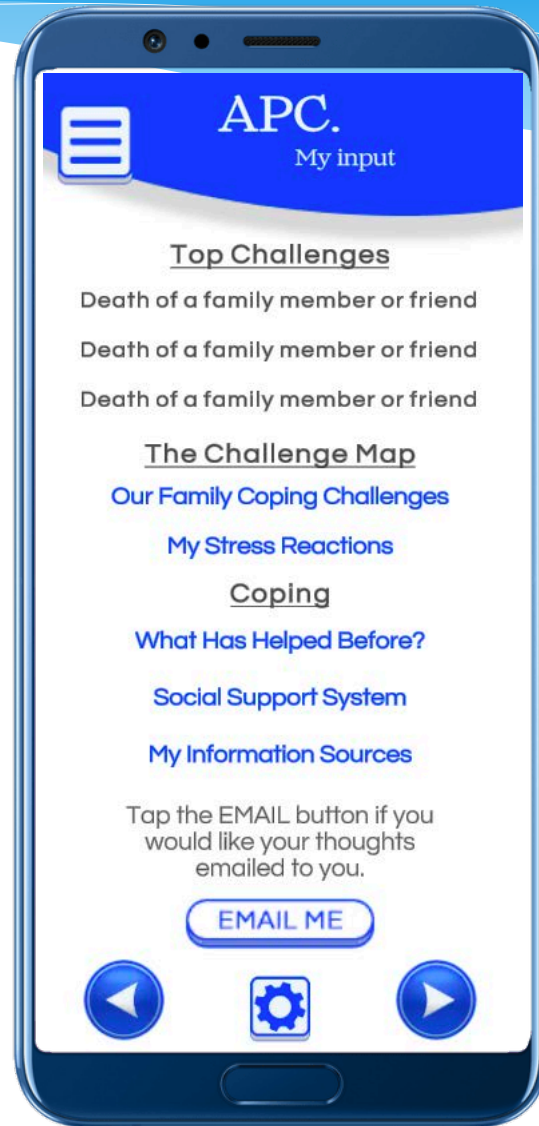 APC.
My input
Top Challenges
Death of a family member or friend
Death of a family member or friend
Death of a family member or friend
The Challenge Map
Our Family Coping Challenges
My Stress Reactions
Coping
What Has Helped Before?
Social Support System
My Information Sources
Tap the EMAIL button if you
would like your thoughts
emailed to you.
EMAIL ME